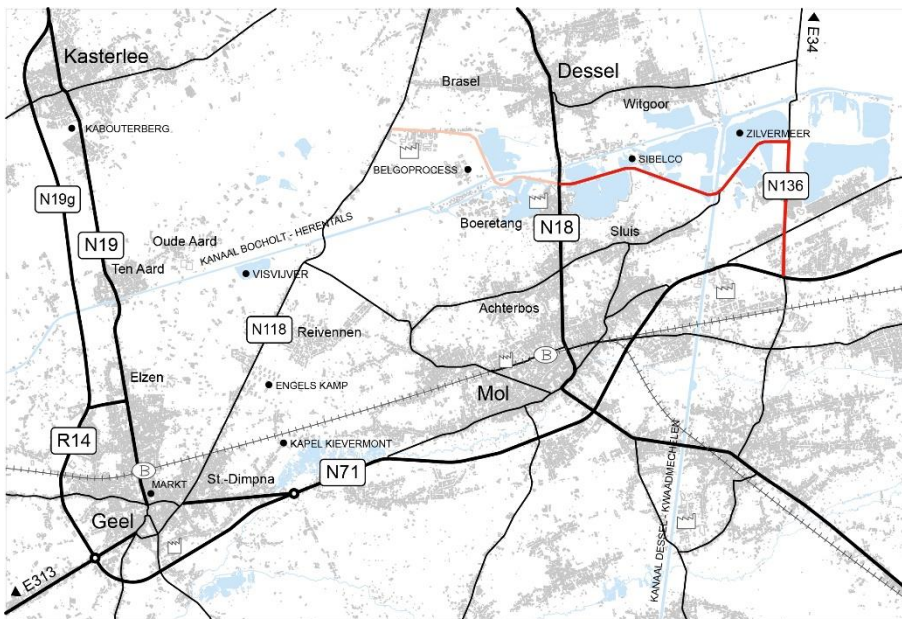 E34
Kasterlee
Dessel
Brasel
Witgoor
KABOUTERBERG
ZILVERMEER
SIBELCO
BELGOPROCESS
N136
N19g
Boeretang
N18
Sluis
N19
Oude Aard
KANAAL BOCHOLT - HERENTALS
Ten Aard
VISVIJVER
Achterbos
N118
Reivennen
B
Elzen
ENGELS KAMP
Mol
R14
KAPEL KIEVERMONT
B
St.-Dimpna
N71
MARKT
Geel
KANAAL DESSEL - KWAADMECHELEN
E313